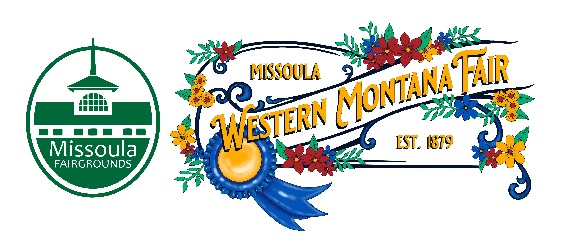 Missoula
FAIRGROUNDS
MISSOULA
WESTERN MONTANA FAIR
EST. 1879